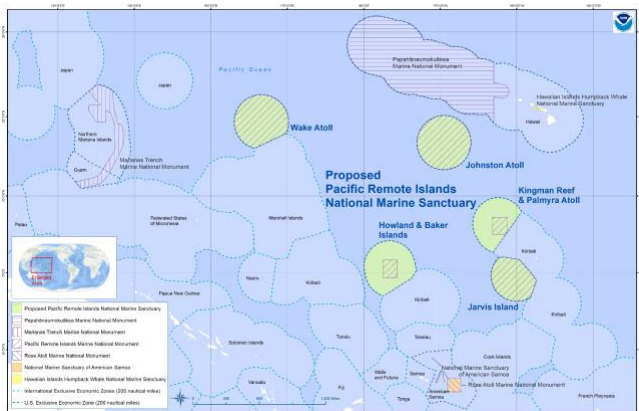 Japan
Japan
Pacific Ocean
Papahānaumokuākea
Marine National Monument
Hawaiian Islands Humpback Whale
National Marine Sanctuary
Hawaii
Northern
Mariana Islands
Guam
Marianas Trench
Marine National Monument
Wake Atoll
Johnston Atoll
Proposed
Pacific Remote Islands
National Marine Sanctuary
Kingman Reef
& Palmyra Atoll
Howland & Baker
Islands
Jarvis Island
Palau
Federated States
of Micronesia
Marshall Islands
Kiribati
Nauru
Kiribati
Kiribati
Papua New Guinea
Solomon Islands
Tuvalu
Tokelau
Cook Islands
Wallis
and Futuna
Samoa
American
Samoa
National Marine Sanctuary
of American Samoa
Rose Atoll Marine National Monument
Vanuatu
Fiji
Tonga
French Polynesia
Enlarged
Area
Proposed Pacific Remote Islands National Marine Sanctuary
Papahānaumokuākea Marine National Monument
Marianas Trench Marine National Monument
Pacific Remote Islands Marine National Monument
Rose Atoll Marine National Monument
National Marine Sanctuary of American Samoa
Hawaiian Islands Humpback Whale National Marine Sanctuary
International Exclusive Economic Zones (200 nautical miles)
U.S. Exclusive Economic Zone (200 nautical miles)